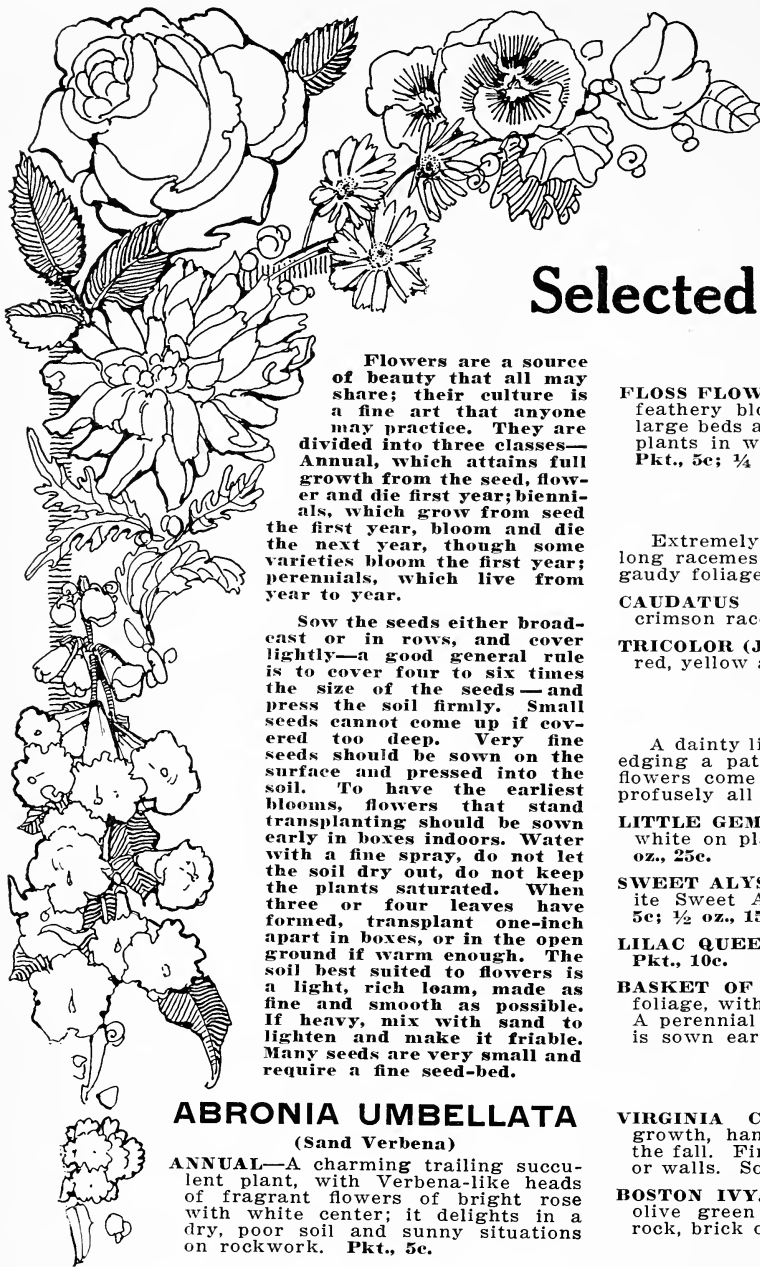 Selected
Flowers are a source
of beauty that all may
share; their culture is
a fine art that anyone
may practice. They are
divided into three classes—
Annual, which attains full
growth from the seed, flow-
er and die first year; bienni-
als, which grow from seed
the first year, bloom and die
the next year, though some
varieties bloom the first year;
perennials, which live from
year to year.
Sow the seeds either broad-
cast or in rows, and cover
lightly—a good general rule
is to cover four to six times
the size of the seeds—and
press the soil firmly. Small
seeds cannot come up if cov-
ered too deep. Very fine
seeds should be sown on the
surface and pressed into the
soil. To have the earliest
blooms, flowers that stand
transplanting should be sown
early in boxes indoors. Water
with a fine spray, do not let
the soil dry out, do not keep
the plants saturated. When
three or four leaves have
formed, transplant one-inch
apart in boxes, or in the open
ground if warm enough. The
soil best suited to flowers is
a light, rich loam, made as
fine and smooth as possible.
If heavy, mix with sand to
lighten and make it friable.
Many seeds are very small and
require a fine seed-bed.
ABRONIA UMBELLATA
(Sand Verbena)
ANNUAL—A charming trailing succu-
lent plant, with Verbena-like heads
of fragrant flowers of bright rose
with white center; it delights in a
dry, poor soil and sunny situations
on rockwork. Pkt., 5c.
FLOSS FLOW
feathery blo
large beds a
plants in w
Pkt., 5c; ¼
Extremely
long racemes
gaudy foliage
CAUDATUS
crimson race
TRICOLOR (J
red, yellow a
A dainty li
edging a pat
flowers come
profusely all
LITTLE GEM
white on pla
oz., 25c.
SWEET ALYS
ite Sweet A
5c; ½ oz., 15
LILAC QUEE
Pkt., 10c.
BASKET OF
foliage, with
A perennial
is sown ear
VIRGINIA C
growth, han
the fall. Fin
or walls. So
BOSTON IVY.
olive green
rock, brick o